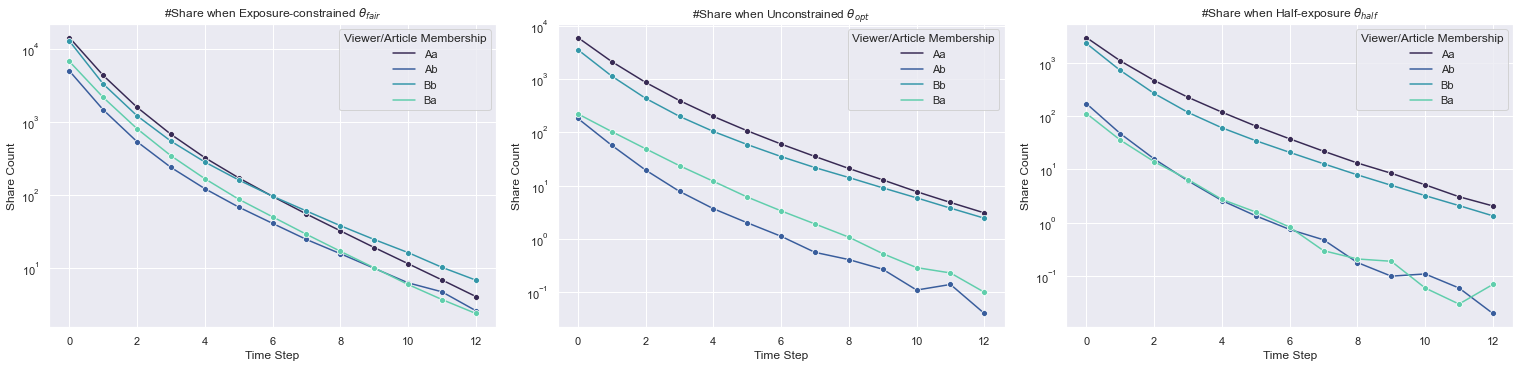 #Share when Exposure-constrained θ_fair
Viewer/Article Membership
Aa
Ab
Bb
Ba
10^4
10^3
10^2
10^1
Share Count
0 2 4 6 8 10 12
Time Step
#Share when Unconstrained θ_opt
Viewer/Article Membership
Aa
Ab
Bb
Ba
10^4
10^3
10^2
10^1
10^0
10^−1
Share Count
0 2 4 6 8 10 12
Time Step
#Share when Half-exposure θ_half
Viewer/Article Membership
Aa
Ab
Bb
Ba
10^3
10^2
10^1
10^0
10^−1
Share Count
0 2 4 6 8 10 12
Time Step